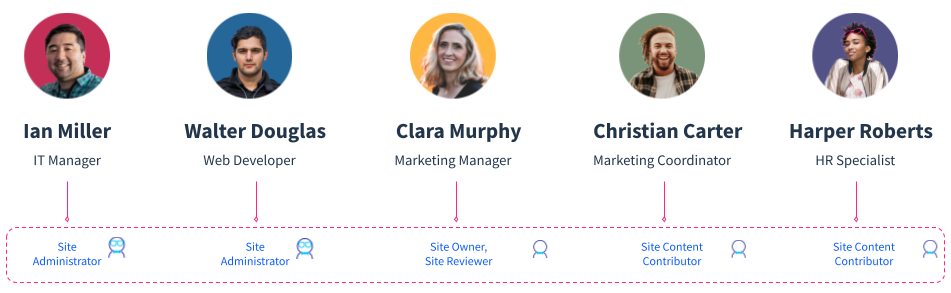 Ian Miller
Walter Douglas
Clara Murphy
Christian Carter
Harper Roberts
IT Manager
Web Developer
Marketing Manager
Marketing Coordinator
HR Specialist
Site
Administrator
Site
Administrator
Site Owner,
Site Reviewer
Site Content
Contributor
Site Content
Contributor